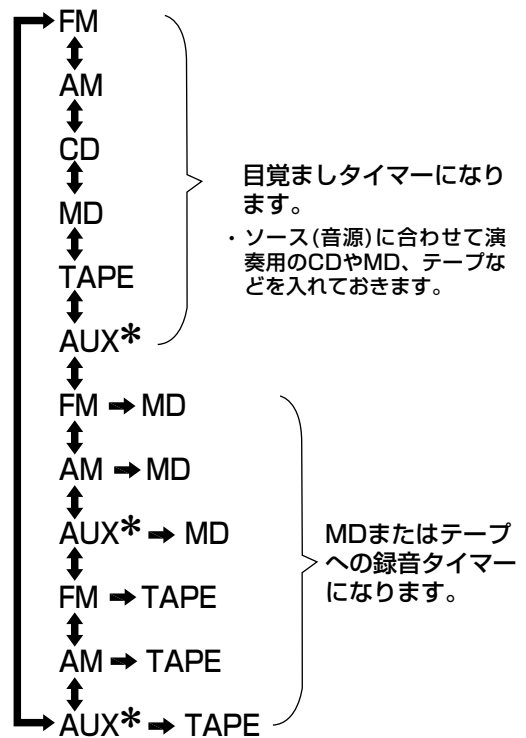 FM
AM
CD
MD
TAPE
AUX*
目覚ましタイマーになり
ます。
・ソース(音源)に合わせて演
奏用のCDやMD、テープな
どを入れておきます。
FM ➡ MD
AM ➡ MD
AUX* ➡ MD
FM ➡ TAPE
AM ➡ TAPE
AUX* ➡ TAPE
MDまたはテープ
への録音タイマー
になります。